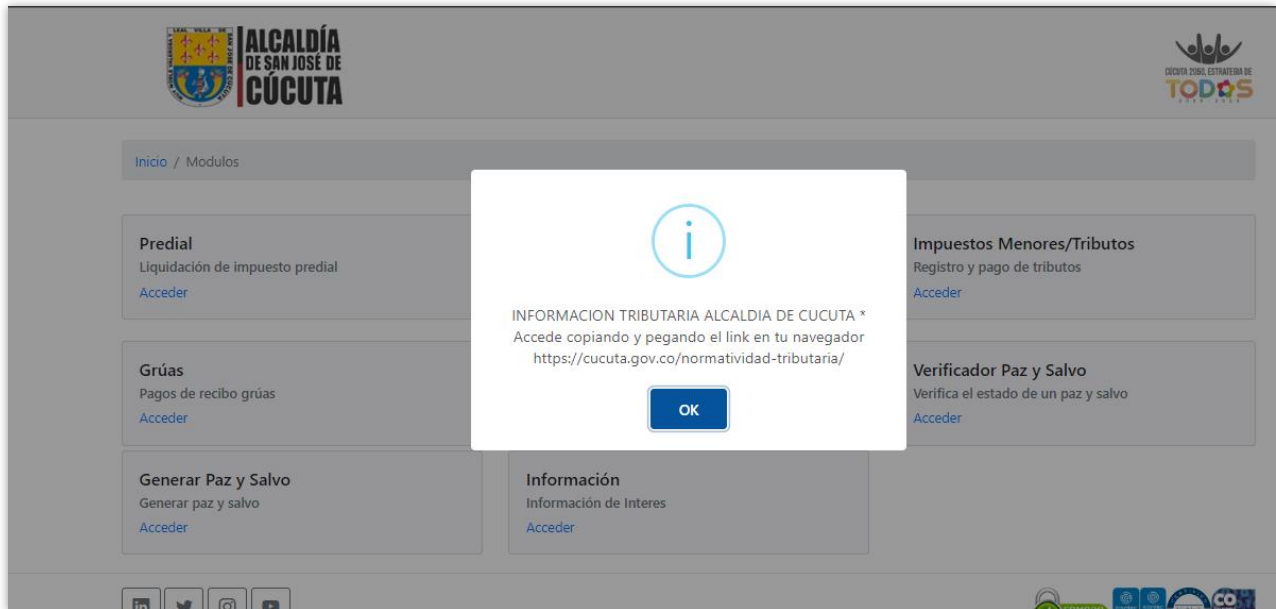 ALCALDÍA
DE SAN JOSÉ DE
CÚCUTA
CÚCUTA 2050, ESTRATEGIA DE
TODOS
Inicio / Modulos
Predial
Liquidación de impuesto predial
Acceder
Impuestos Menores/Tributos
Registro y pago de tributos
Acceder
INFORMACION TRIBUTARIA ALCALDIA DE CUCUTA *
Accede copiando y pegando el link en tu navegador
https://cucuta.gov.co/normatividad-tributaria/
OK
Grúas
Pagos de recibo grúas
Acceder
Verificador Paz y Salvo
Verifica el estado de un paz y salvo
Acceder
Generar Paz y Salvo
Generar paz y salvo
Acceder
Información
Información de Interes
Acceder
CO